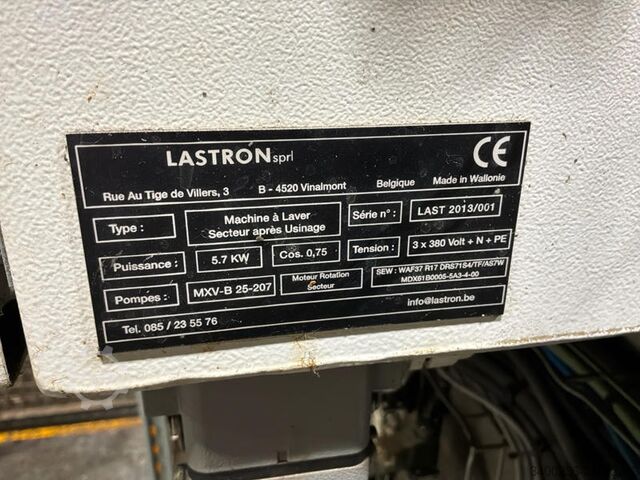 LASTRON sprl
CE
Rue Au Tige de Villers, 3 B - 4520 Vinalmont Belgique Made in Wallonie
Type : Machine à Laver Secteur après Usinage Série n° : LAST 2013/001
Puissance : 5.7 KW Cos. 0,75 Tension : 3 x 380 Volt + N + PE
Pompes : MXV-B 25-207 Moteur Rotation Secteur SEW : WAF37 R17 DRS71S4/TF/AS7W MDX61B0005-5A3-4-00
Tel. 085 / 23 55 76 info@lastron.be